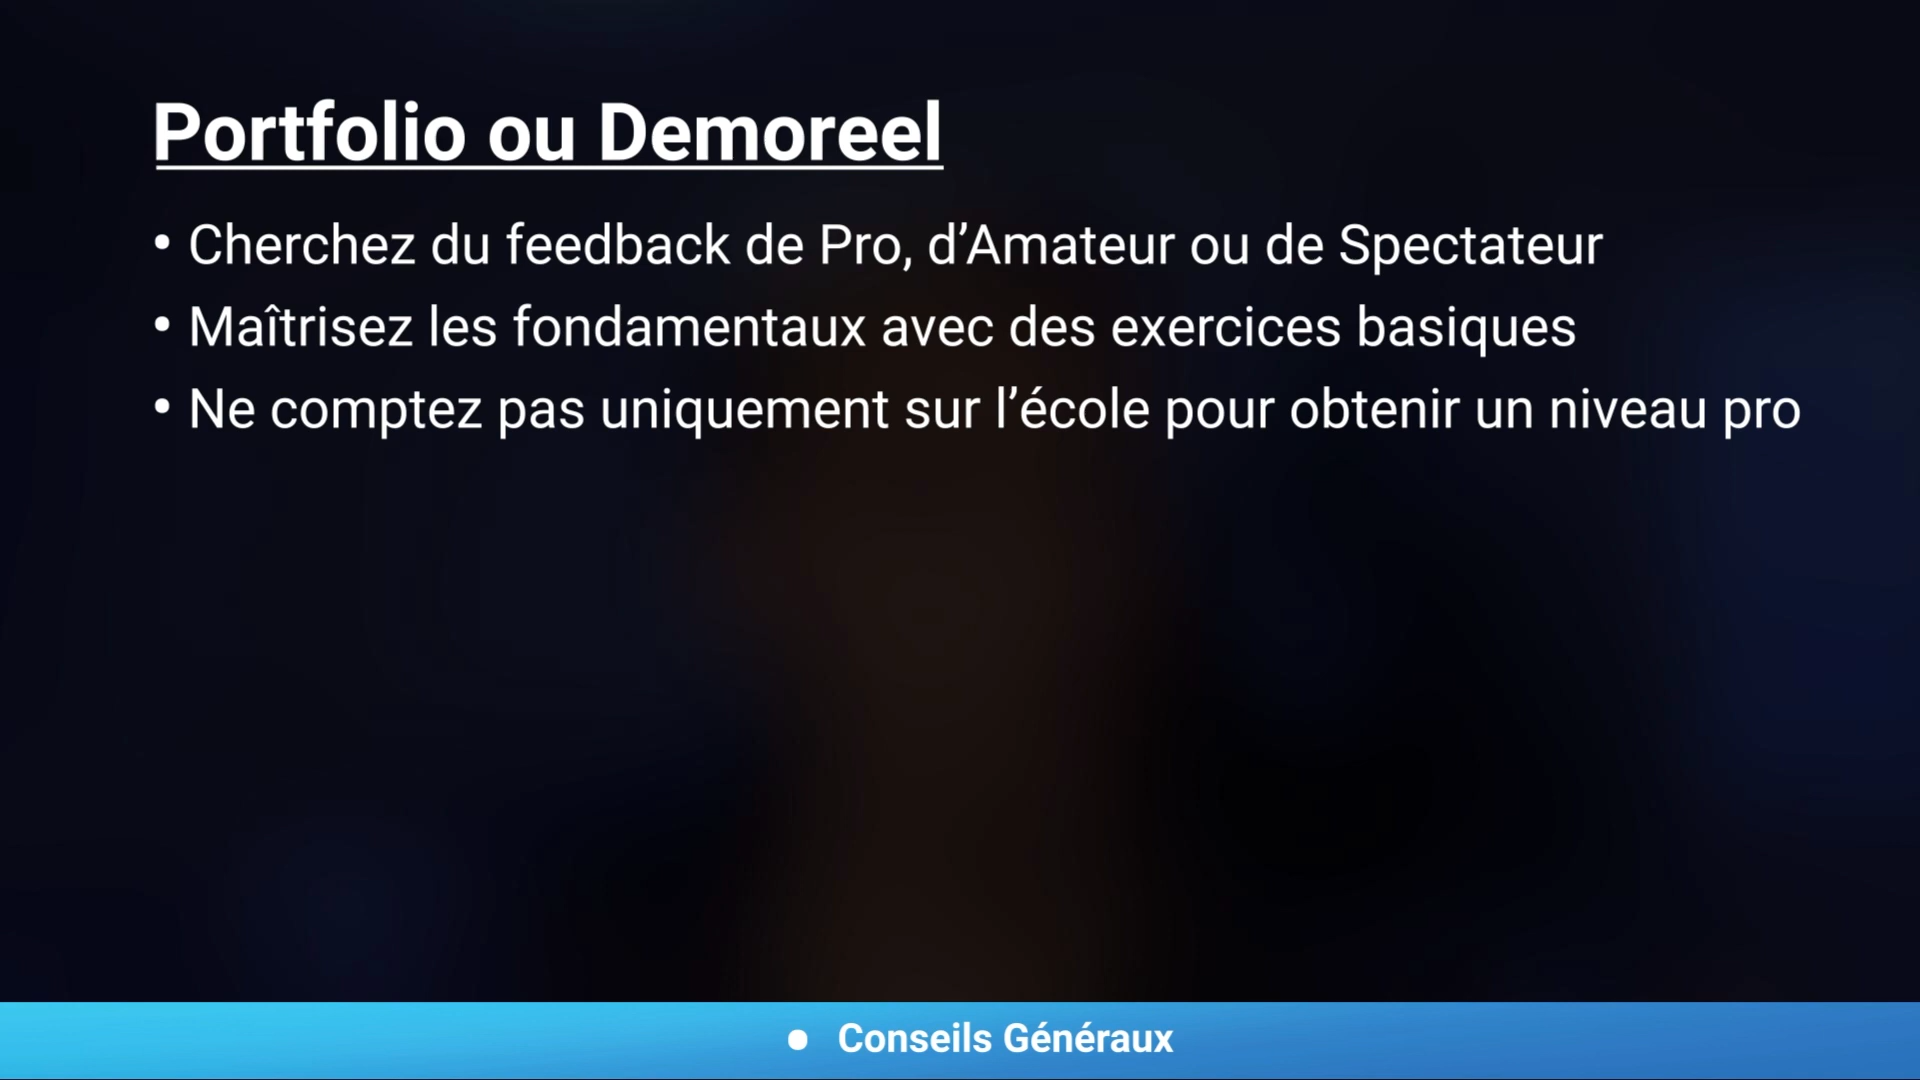 Portfolio ou Demoreel
• Cherchez du feedback de Pro, d’Amateur ou de Spectateur
• Maîtrisez les fondamentaux avec des exercices basiques
• Ne comptez pas uniquement sur l’école pour obtenir un niveau pro
• Conseils Généraux